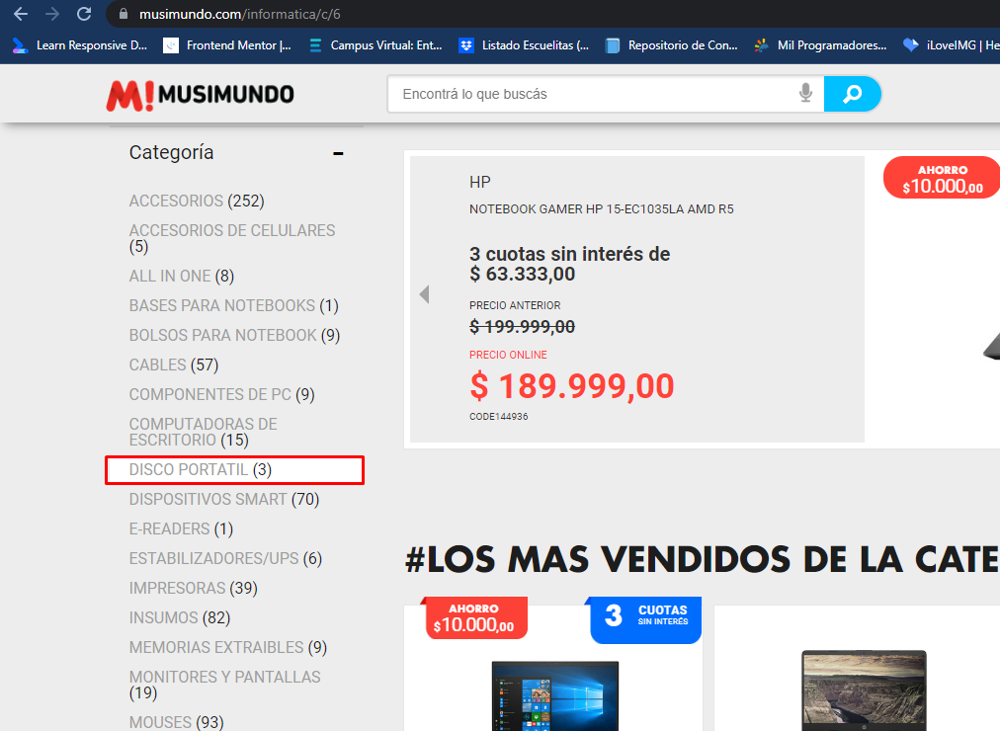 musimundo.com/informatica/c/6
Learn Responsive D...
Frontend Mentor |...
Campus Virtual: Ent...
Listado Escuelitas (...
Repositorio de Con...
Mil Programadores...
iLoveIMG | He
M! MUSIMUNDO
Encontrá lo que buscás
Categoría
ACCESORIOS (252)
ACCESORIOS DE CELULARES
(5)
ALL IN ONE (8)
BASES PARA NOTEBOOKS (1)
BOLSOS PARA NOTEBOOK (9)
CABLES (57)
COMPONENTES DE PC (9)
COMPUTADORAS DE
ESCRITORIO (15)
DISCO PORTATIL (3)
DISPOSITIVOS SMART (70)
E-READERS (1)
ESTABILIZADORES/UPS (6)
IMPRESORAS (39)
INSUMOS (82)
MEMORIAS EXTRAIBLES (9)
MONITORES Y PANTALLAS
(19)
MOUSES (93)
HP
NOTEBOOK GAMER HP 15-EC1035LA AMD R5
3 cuotas sin interés de
$ 63.333,00
PRECIO ANTERIOR
$ 199.999,00
PRECIO ONLINE
$ 189.999,00
CODE144936
AHORRO
$10.000,00
#LOS MAS VENDIDOS DE LA CATE
AHORRO
$10.000,00
3 CUOTAS
SIN INTERÉS